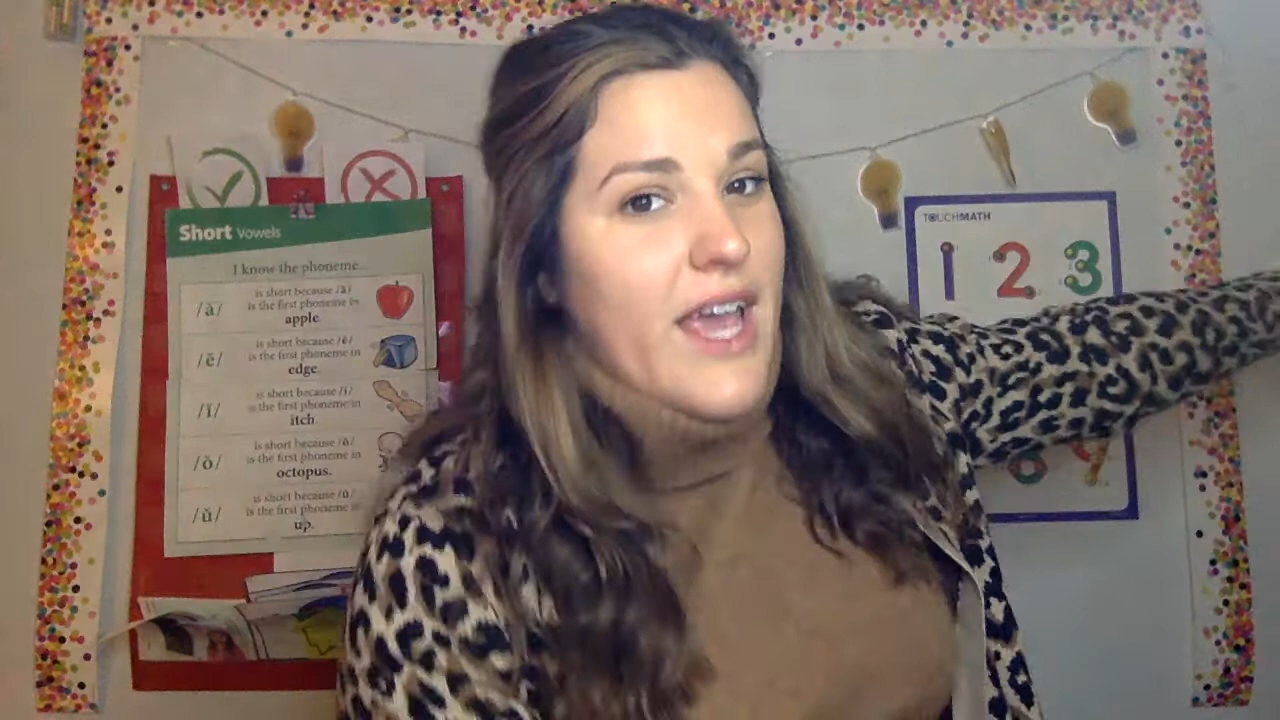 Short Vowels
I know the phoneme...
/ă/
is short because /ă/
is the first phoneme in
apple.
/ĕ/
is short because /ĕ/
is the first phoneme in
edge.
/ĭ/
is short because /ĭ/
is the first phoneme in
itch.
/ŏ/
is short because /ŏ/
is the first phoneme in
octopus.
/ŭ/
is short because /ŭ/
is the first phoneme in
up.
TOUCHMATH
1 2 3